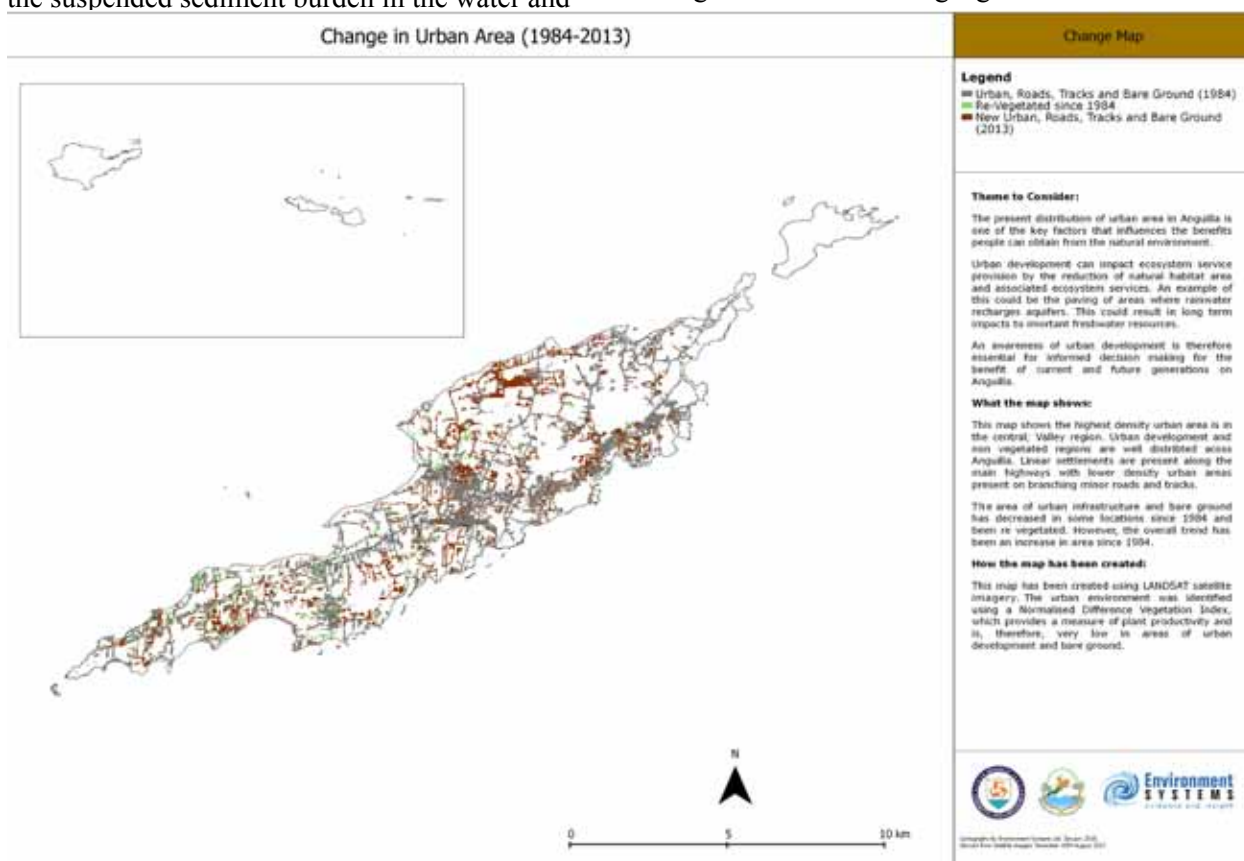 the suspended sediment burden in the water and
Change in Urban Area (1984-2013)
Change Map
Legend
Urban, Roads, Tracks and Bare Ground (1984)
Re-Vegetated since 1984
New Urban, Roads, Tracks and Bare Ground
(2013)
Theme to Consider:
The present distribution of urban area in Anguilla is
one of the key factors that influences the benefits
people can obtain from the natural environment.
Urban development can impact ecosystem service
provision by the reduction of natural habitat area
and associated ecosystem services. An example of
this could be the paving of areas where rainwater
recharges aquifers. This could result in long term
impacts to imortant freshwater resources.
An awareness of urban development is therefore
essential for informed decision making for the
benefit of current and future generations on
Anguilla.
What the map shows:
This map shows the highest density urban area is in
the central, Valley region. Urban development and
non vegetated regions are well distribted acoss
Anguilla. Linear settlements are present along the
main highways with lower density urban areas
present on branching minor roads and tracks.
The area of urban infrastructure and bare ground
has decreased in some locations since 1984 and
been re vegetated. However, the overall trend has
been an increase in area since 1984.
How the map has been created:
This map has been created using LANDSAT satellite
imagery. The urban environment was identified
using a Normalised Difference Vegetation Index,
which provides a measure of plant productivity and
is, therefore, very low in areas of urban
development and bare ground.
N
0 5 10 km
Environment
SYSTEMS
evidence and insight